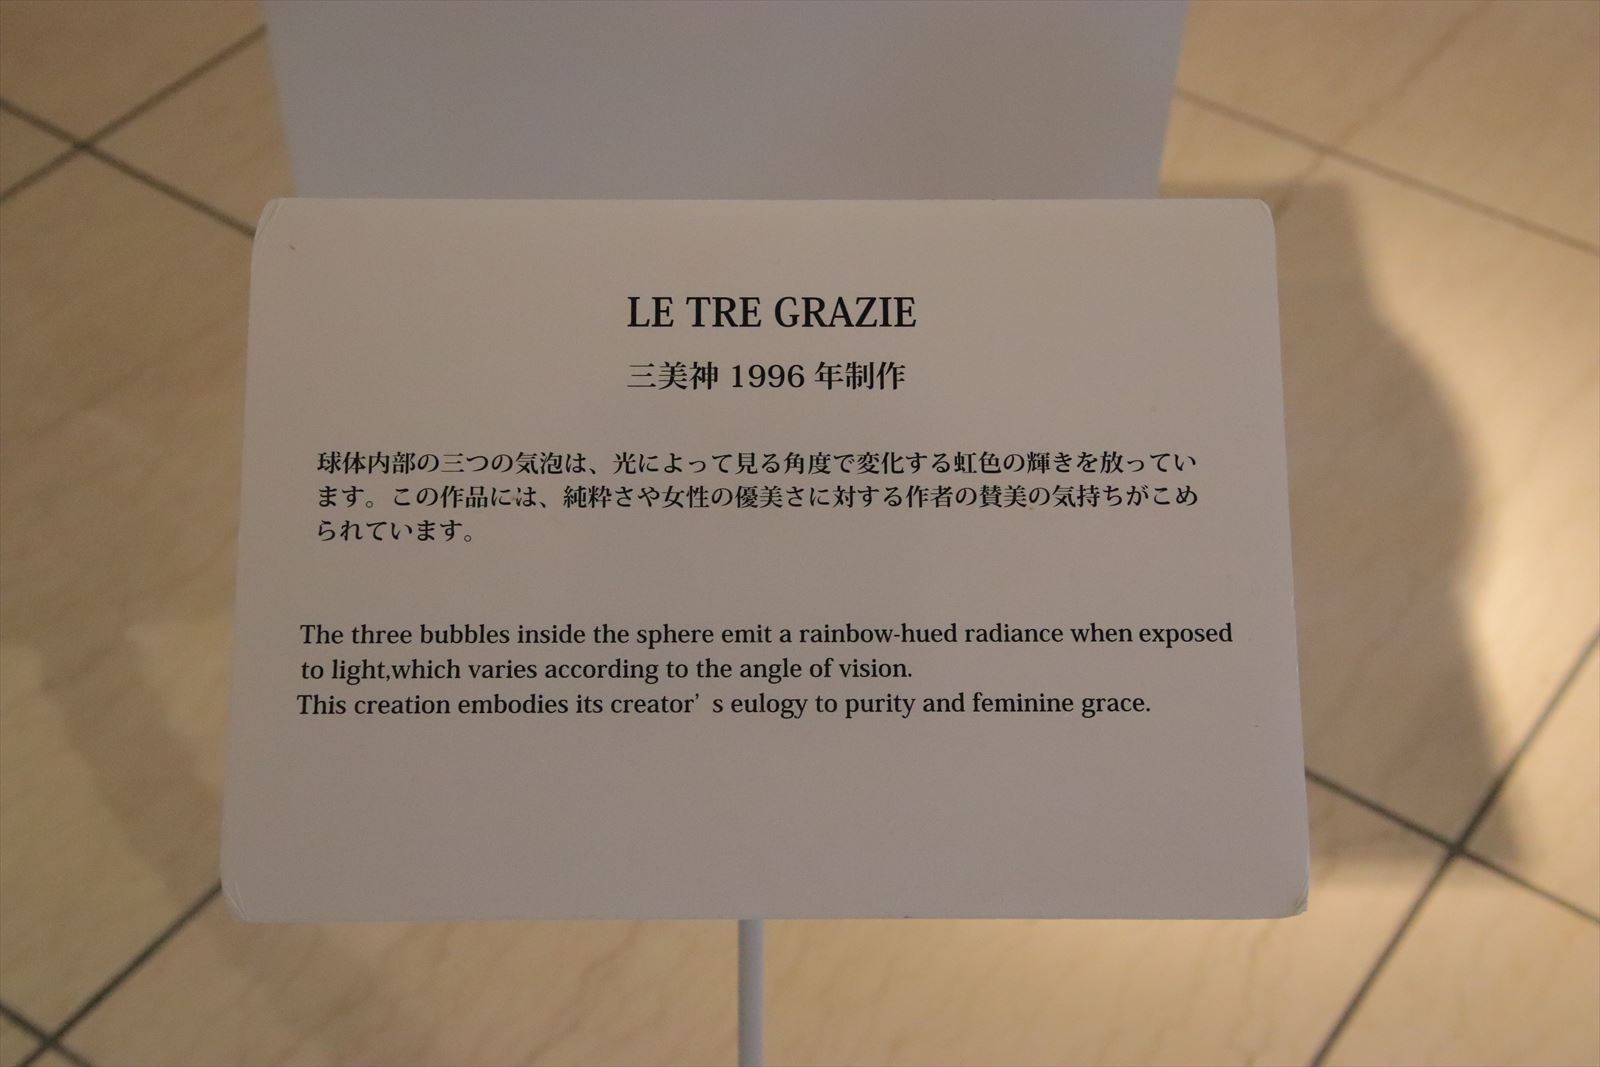 LE TRE GRAZIE
三美神 1996 年制作
球体内部の三つの気泡は、光によって見る角度で変化する虹色の輝きを放ってい
ます。この作品には、純粋さや女性の優美さに対する作者の賛美の気持ちがこめ
られています。
The three bubbles inside the sphere emit a rainbow-hued radiance when exposed
to light,which varies according to the angle of vision.
This creation embodies its creator’ s eulogy to purity and feminine grace.